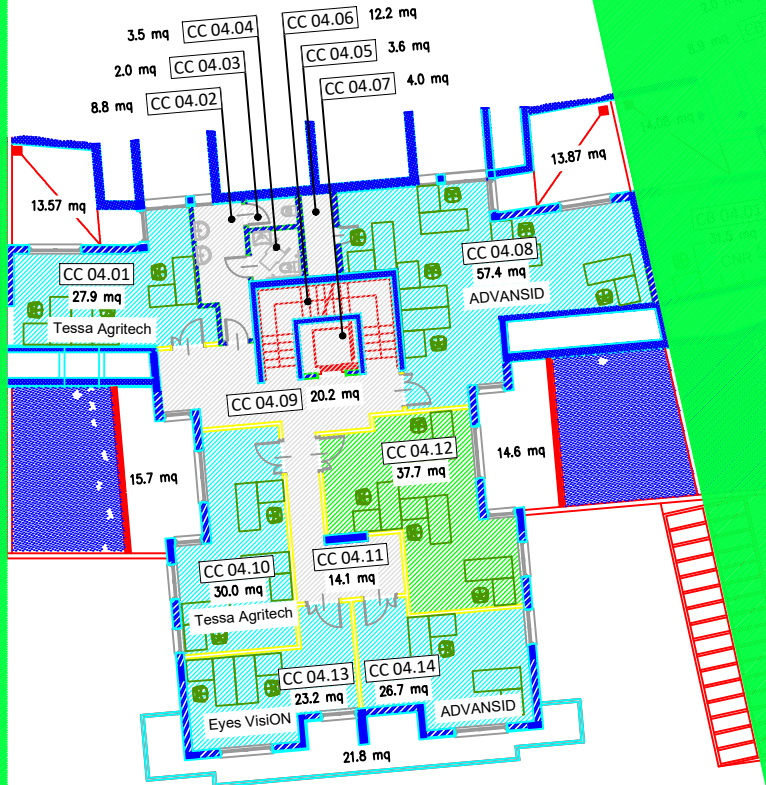 CC 04.06 12.2 mq
3.5 mq CC 04.04
CC 04.05 3.6 mq
2.0 mq CC 04.03
CC 04.07 4.0 mq
8.8 mq CC 04.02
13.87 mq
13.57 mq
CC 04.08
57.4 mq
ADVANSID
CC 04.01
27.9 mq
Tessa Agritech
CC 04.09 20.2 mq
CC 04.12
37.7 mq
14.6 mq
15.7 mq
CC 04.11
14.1 mq
CC 04.10
30.0 mq
Tessa Agritech
CC 04.13
23.2 mq
CC 04.14
26.7 mq
ADVANSID
Eyes VisiON
21.8 mq